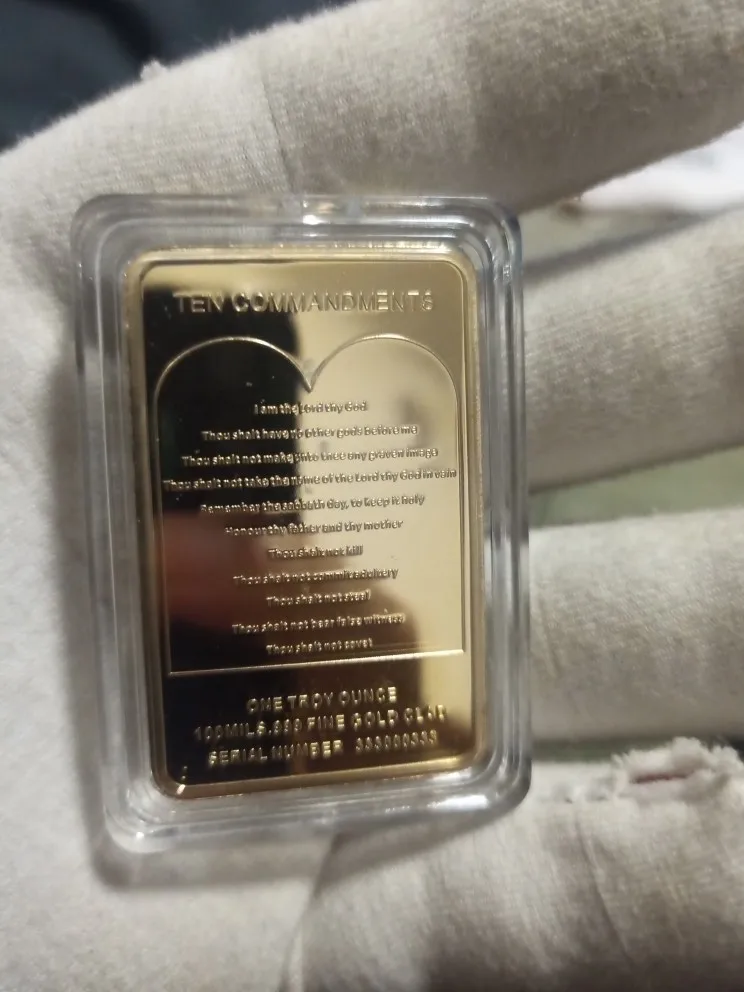 TEN COMMANDMENTS
I am the Lord thy God
Thou shalt have no other gods before me
Thou shalt not make unto thee any graven image
Thou shalt not take the name of the Lord thy God in vain
Remember the sabbath day, to keep it holy
Honour thy father and thy mother
Thou shalt not kill
Thou shalt not commit adultery
Thou shalt not steal
Thou shalt not bear false witness
Thou shalt not covet
ONE TROY OUNCE
100 MILS .999 FINE GOLD CLAD
SERIAL NUMBER